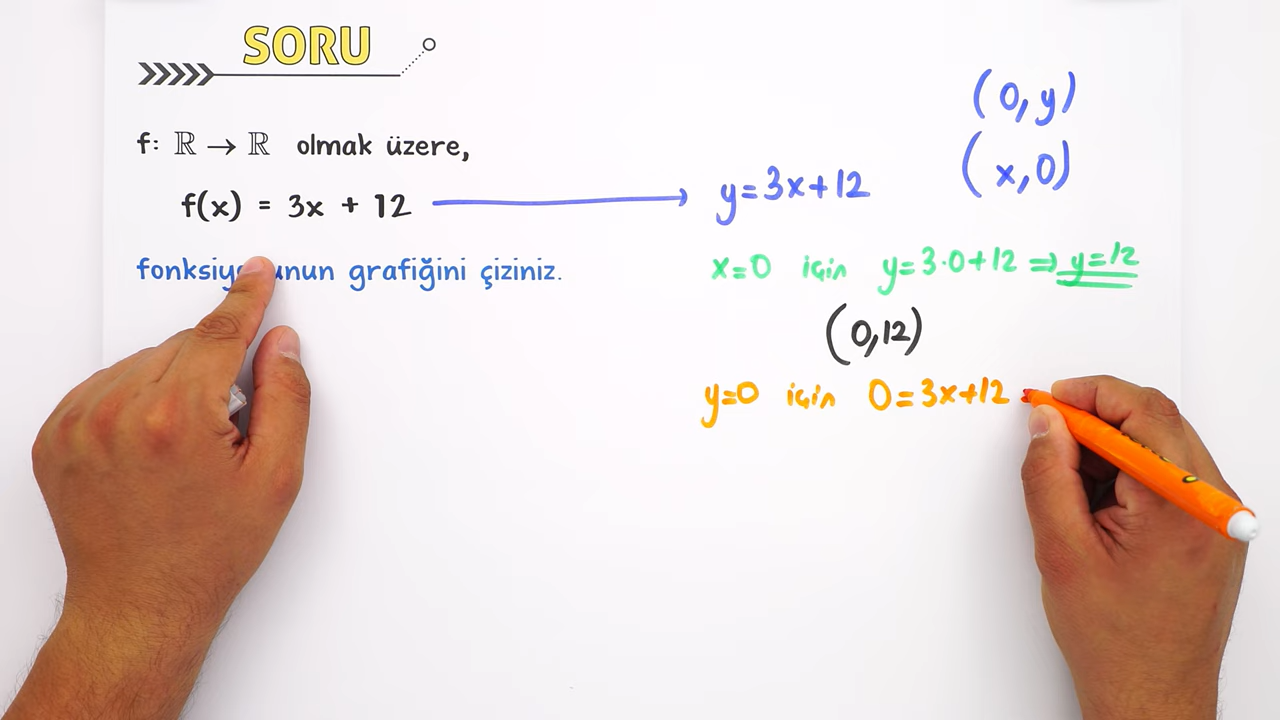 SORU
f: ℝ → ℝ olmak üzere,
f(x) = 3x + 12
fonksiyonunun grafiğini çiziniz.
(0,y)
(x,0)
y=3x+12
x=0 için y=3·0+12 ⇒ y=12
(0,12)
y=0 için 0=3x+12